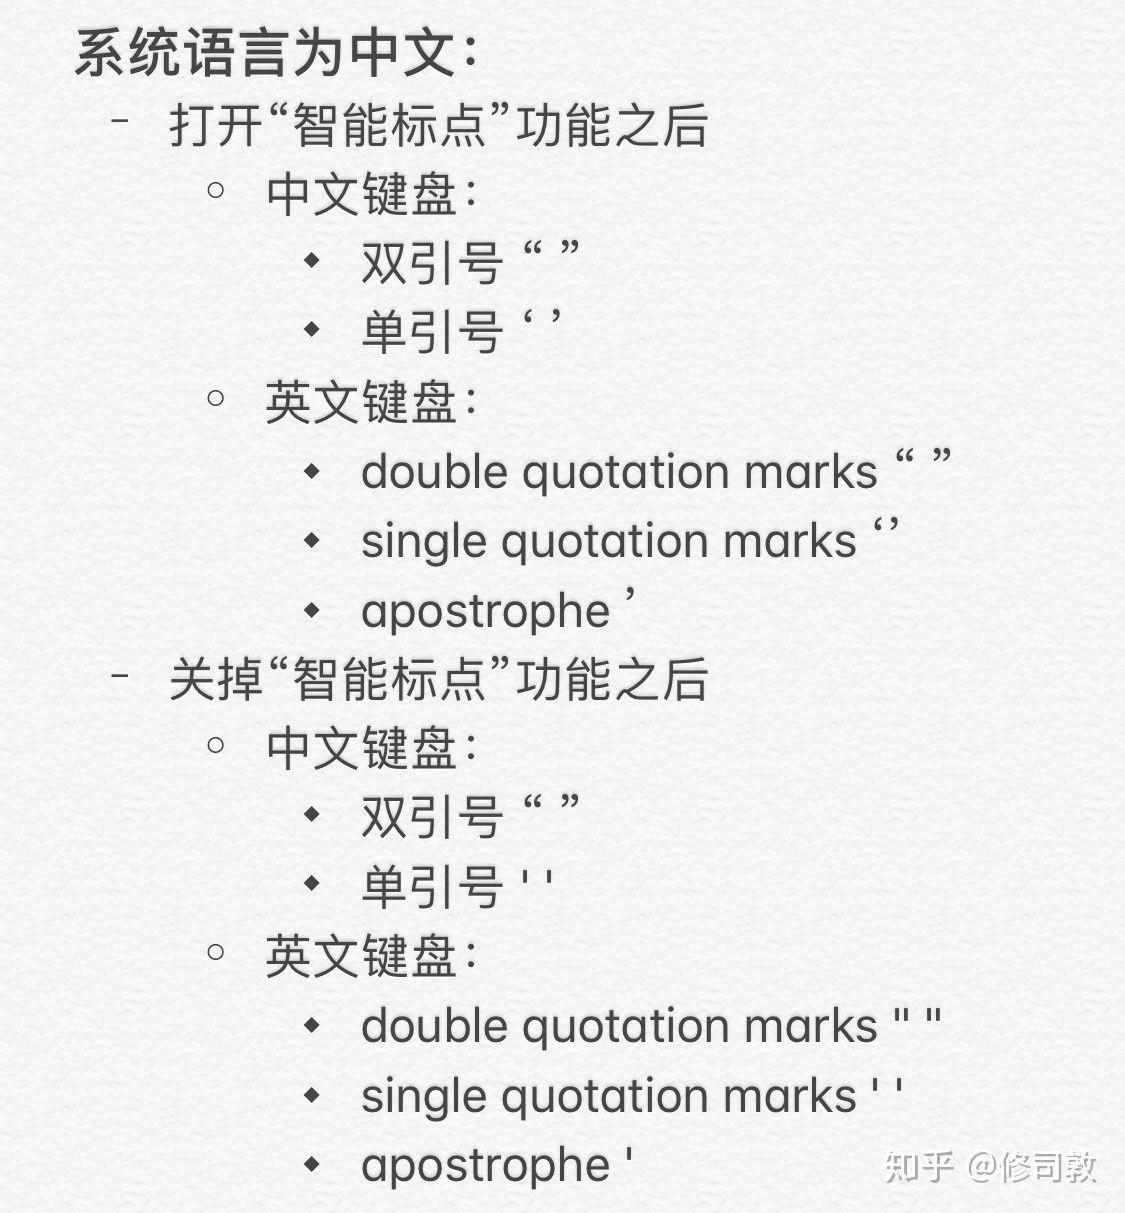 系统语言为中文：
- 打开“智能标点”功能之后
○ 中文键盘：
◆ 双引号 “ ”
◆ 单引号 ‘ ’
○ 英文键盘：
◆ double quotation marks “ ”
◆ single quotation marks ‘’
◆ apostrophe ’
- 关掉“智能标点”功能之后
○ 中文键盘：
◆ 双引号 “ ”
◆ 单引号 ' '
○ 英文键盘：
◆ double quotation marks " "
◆ single quotation marks ' '
◆ apostrophe '
知乎 @修司敦